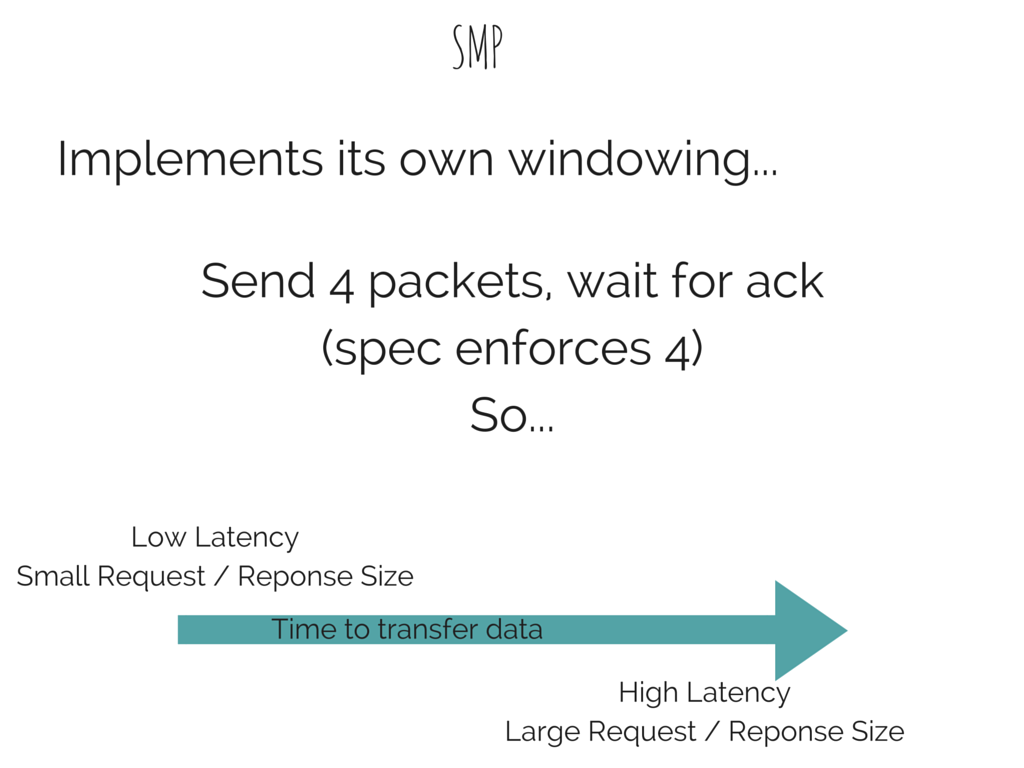 SMP
Implements its own windowing...
Send 4 packets, wait for ack
(spec enforces 4)
So...
Low Latency
Small Request / Reponse Size
Time to transfer data
High Latency
Large Request / Reponse Size